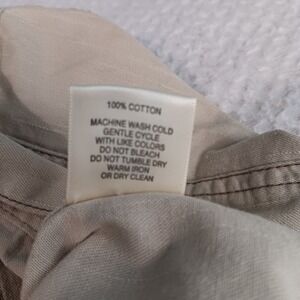 100% COTTON
MACHINE WASH COLD
GENTLE CYCLE
WITH LIKE COLORS
DO NOT BLEACH
DO NOT TUMBLE DRY
WARM IRON
OR DRY CLEAN